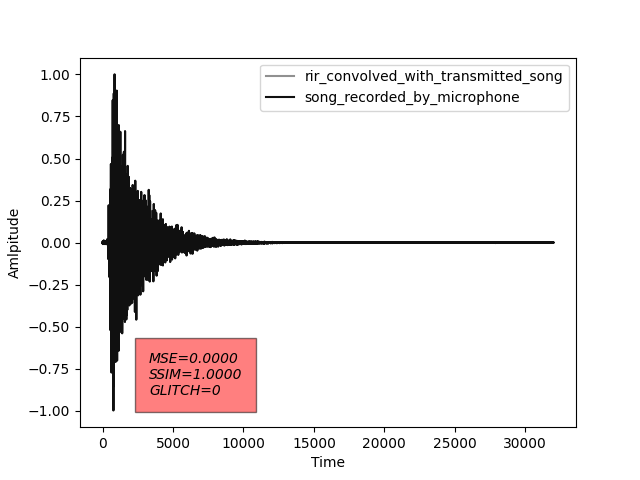 rir_convolved_with_transmitted_song
song_recorded_by_microphone
1.00
0.75
0.50
0.25
0.00
−0.25
−0.50
−0.75
−1.00
Amlpitude
MSE=0.0000
SSIM=1.0000
GLITCH=0
0 5000 10000 15000 20000 25000 30000
Time